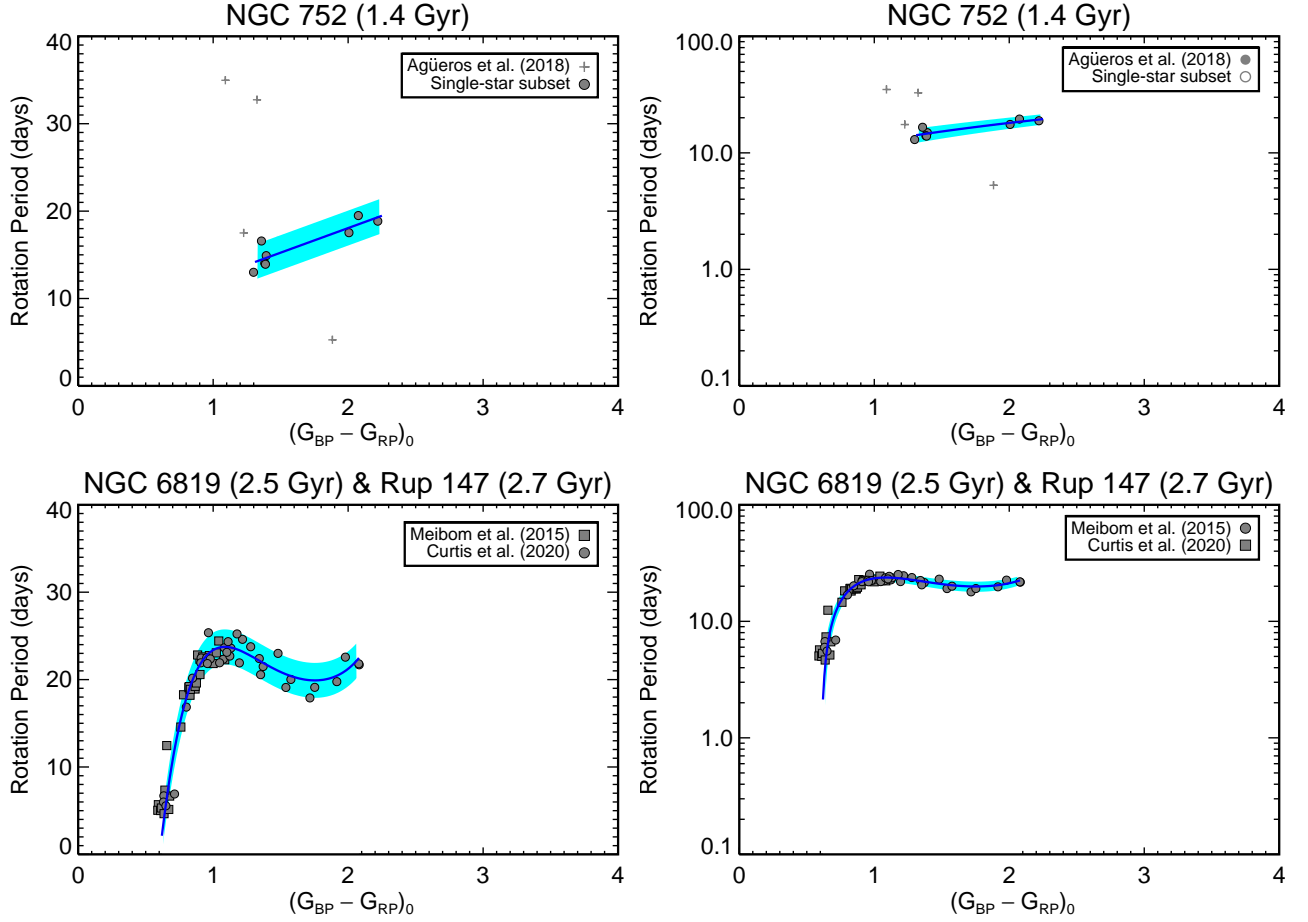 NGC 752 (1.4 Gyr)
Rotation Period (days)
40
30
20
10
0
Agüeros et al. (2018)
Single-star subset
0 1 2 3 4
(G_BP − G_RP)_0
NGC 752 (1.4 Gyr)
Rotation Period (days)
100.0
10.0
1.0
0.1
Agüeros et al. (2018)
Single-star subset
0 1 2 3 4
(G_BP − G_RP)_0
NGC 6819 (2.5 Gyr) & Rup 147 (2.7 Gyr)
Rotation Period (days)
40
30
20
10
0
Meibom et al. (2015)
Curtis et al. (2020)
0 1 2 3 4
(G_BP − G_RP)_0
NGC 6819 (2.5 Gyr) & Rup 147 (2.7 Gyr)
Rotation Period (days)
100.0
10.0
1.0
0.1
Meibom et al. (2015)
Curtis et al. (2020)
0 1 2 3 4
(G_BP − G_RP)_0